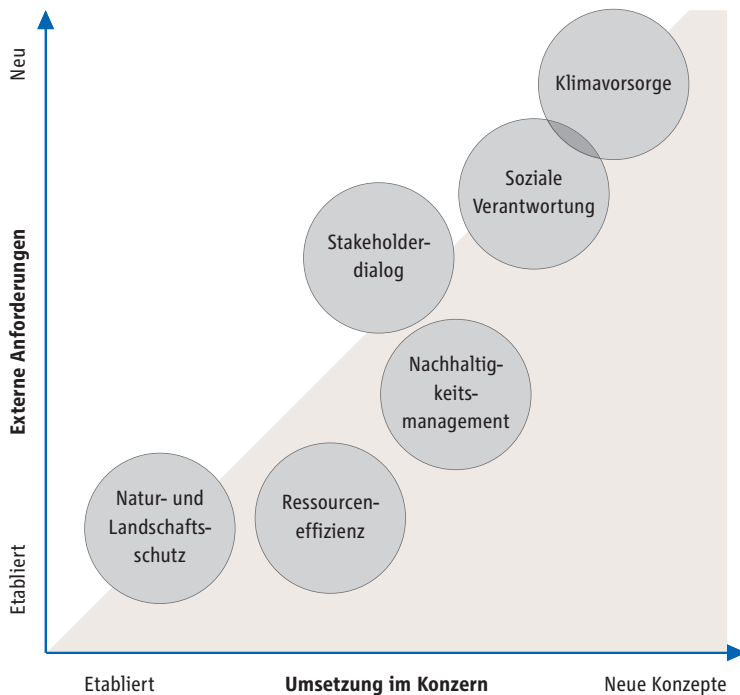 Neu
Externe Anforderungen
Etabliert
Klimavorsorge
Soziale
Verantwortung
Stakeholder-
dialog
Nachhaltig-
keits-
management
Natur- und
Landschafts-
schutz
Ressourcen-
effizienz
Etabliert
Umsetzung im Konzern
Neue Konzepte